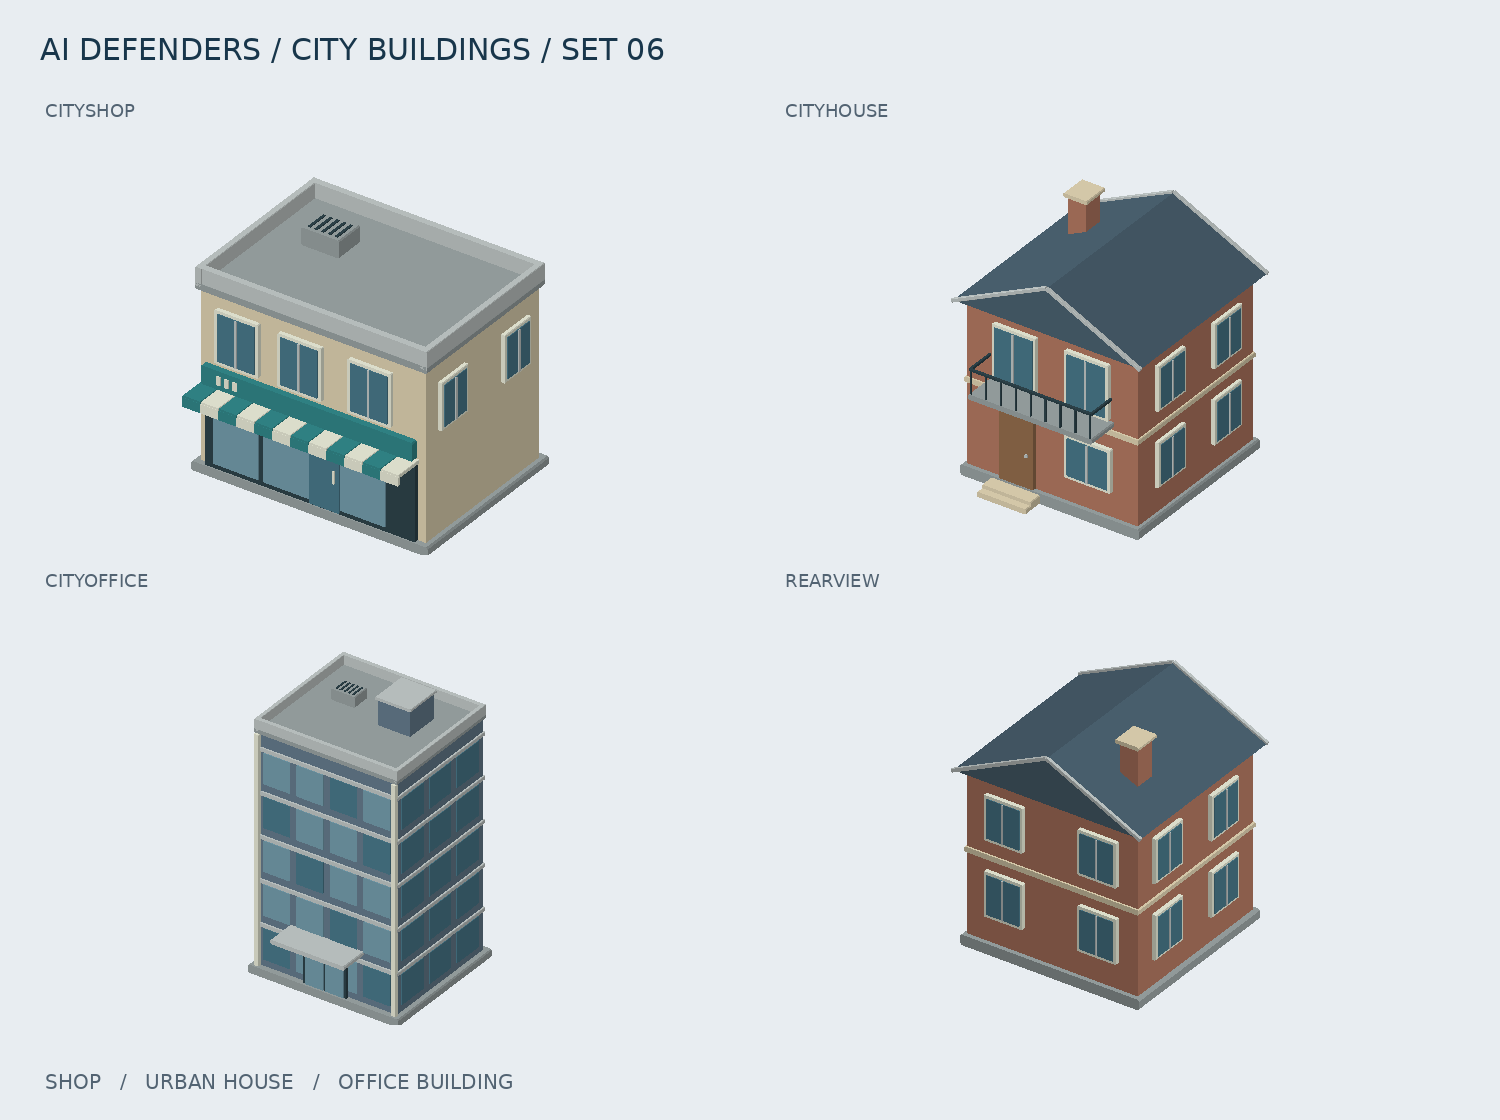 AI DEFENDERS / CITY BUILDINGS / SET 06
CITYSHOP
CITYHOUSE
CITYOFFICE
REARVIEW
SHOP / URBAN HOUSE / OFFICE BUILDING